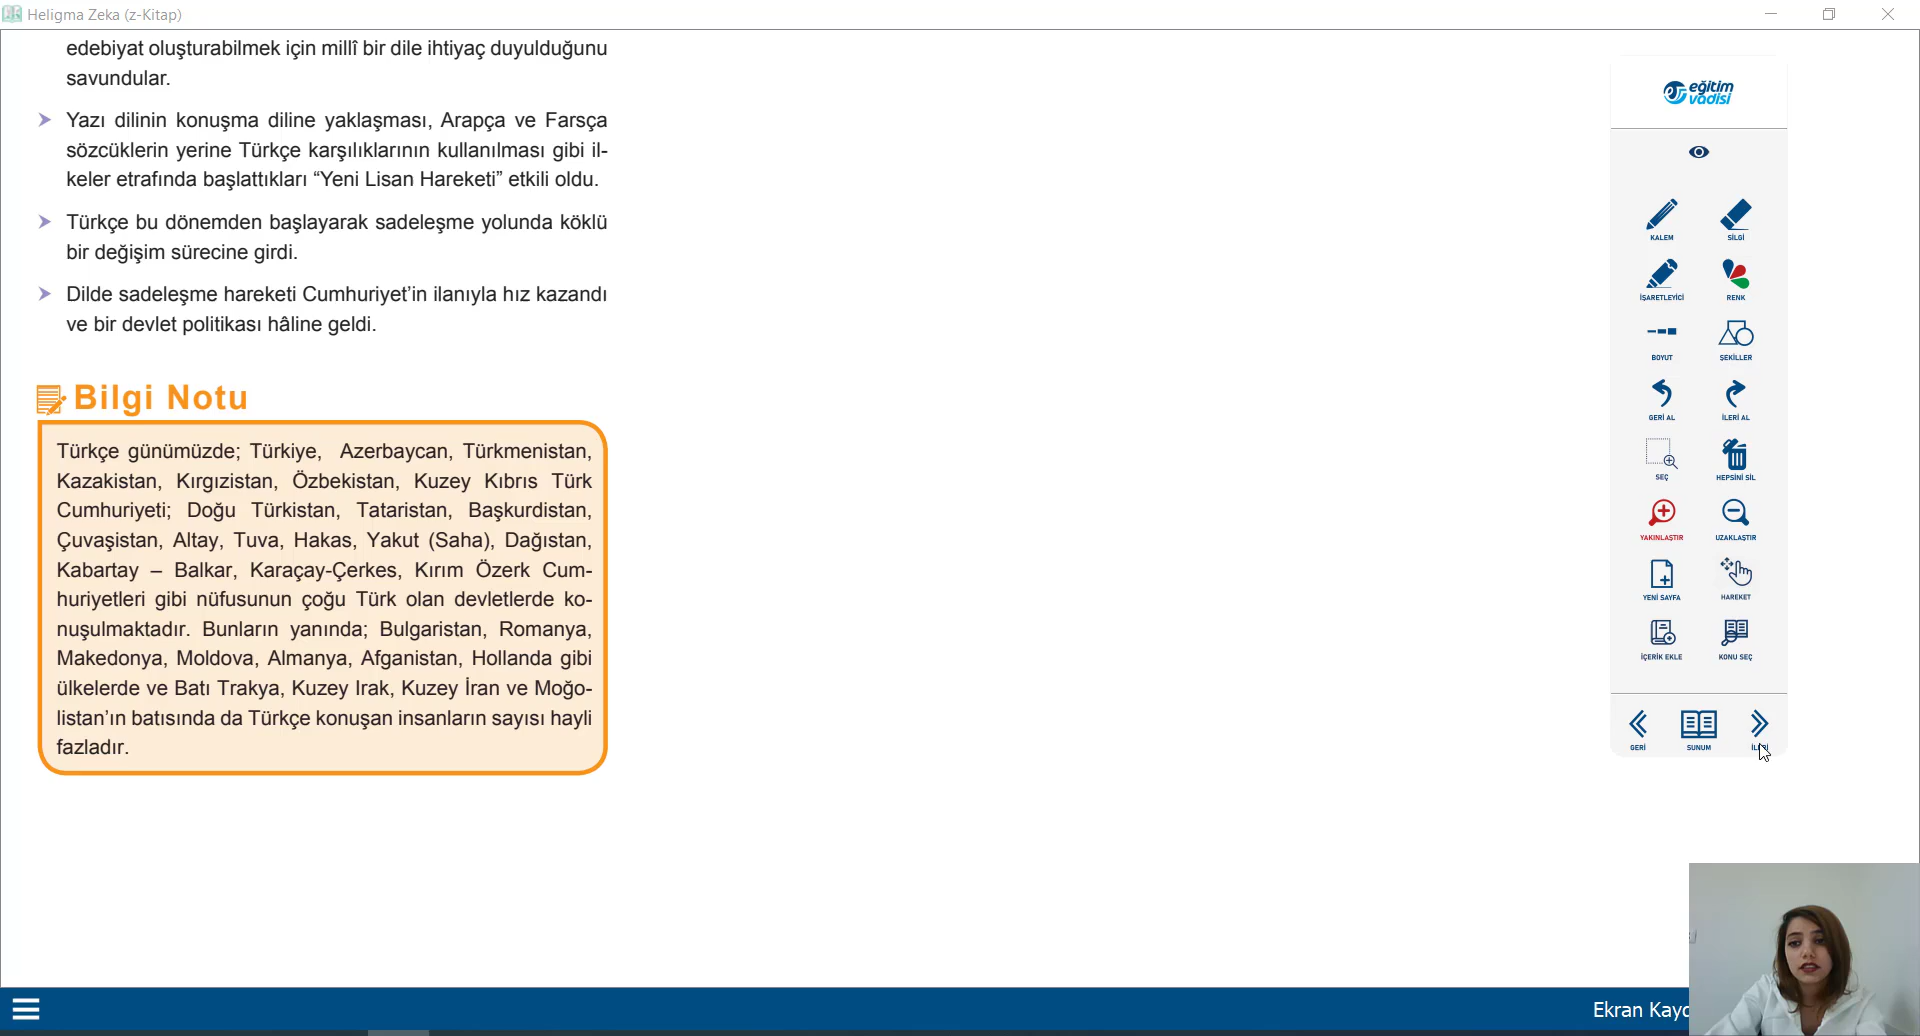 Heligma Zeka (z-Kitap)
edebiyat oluşturabilmek için millî bir dile ihtiyaç duyulduğunu
savundular.
Yazı dilinin konuşma diline yaklaşması, Arapça ve Farsça
sözcüklerin yerine Türkçe karşılıklarının kullanılması gibi il-
keler etrafında başlattıkları “Yeni Lisan Hareketi” etkili oldu.
Türkçe bu dönemden başlayarak sadeleşme yolunda köklü
bir değişim sürecine girdi.
Dilde sadeleşme hareketi Cumhuriyet’in ilanıyla hız kazandı
ve bir devlet politikası hâline geldi.
Bilgi Notu
Türkçe günümüzde; Türkiye, Azerbaycan, Türkmenistan,
Kazakistan, Kırgızistan, Özbekistan, Kuzey Kıbrıs Türk
Cumhuriyeti; Doğu Türkistan, Tataristan, Başkurdistan,
Çuvaşistan, Altay, Tuva, Hakas, Yakut (Saha), Dağıstan,
Kabartay – Balkar, Karaçay-Çerkes, Kırım Özerk Cum-
huriyetleri gibi nüfusunun çoğu Türk olan devletlerde ko-
nuşulmaktadır. Bunların yanında; Bulgaristan, Romanya,
Makedonya, Moldova, Almanya, Afganistan, Hollanda gibi
ülkelerde ve Batı Trakya, Kuzey Irak, Kuzey İran ve Moğo-
listan’ın batısında da Türkçe konuşan insanların sayısı hayli
fazladır.
eğitim
vadisi
KALEM
SİLGİ
İŞARETLEYİCİ
RENK
BOYUT
ŞEKİLLER
GERİ AL
İLERİ AL
SEÇ
HEPSİNİ SİL
YAKINLAŞTIR
UZAKLAŞTIR
YENİ SAYFA
HAREKET
İÇERİK EKLE
KONU SEÇ
GERİ
SUNUM
Ekran